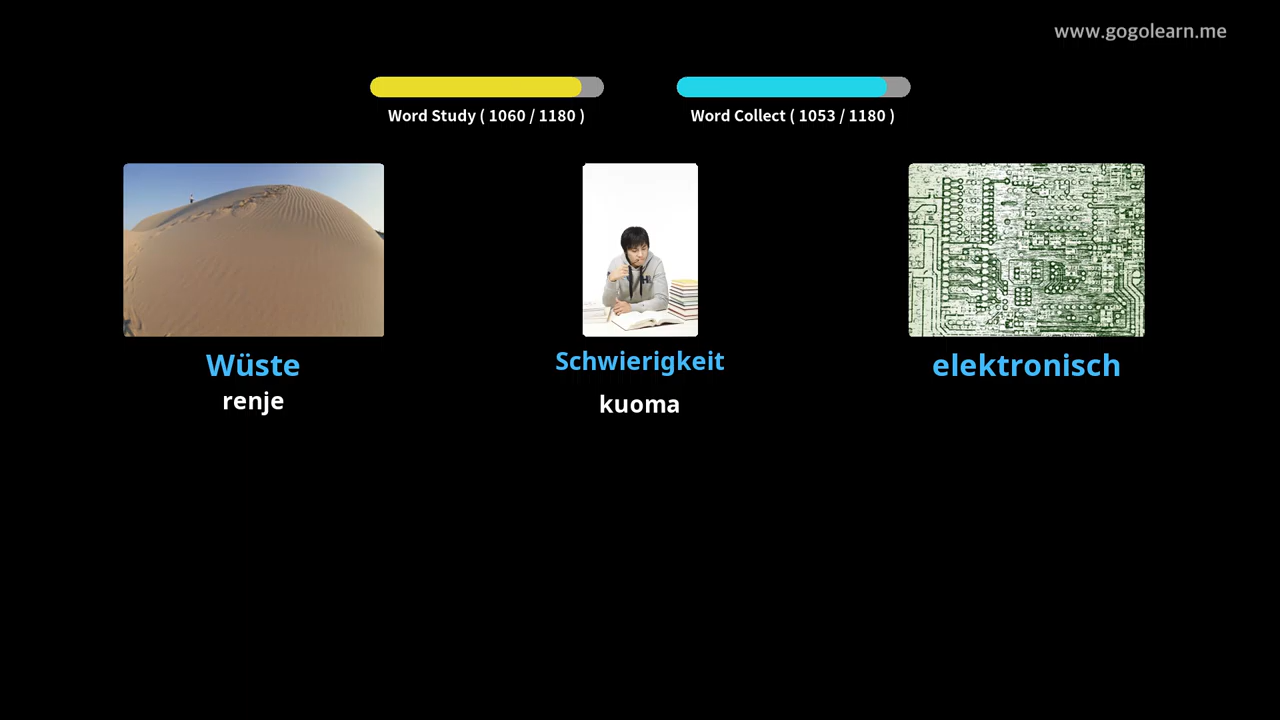 www.gogolearn.me
Word Study ( 1060 / 1180 )
Word Collect ( 1053 / 1180 )
Wüste
renje
Schwierigkeit
kuoma
elektronisch